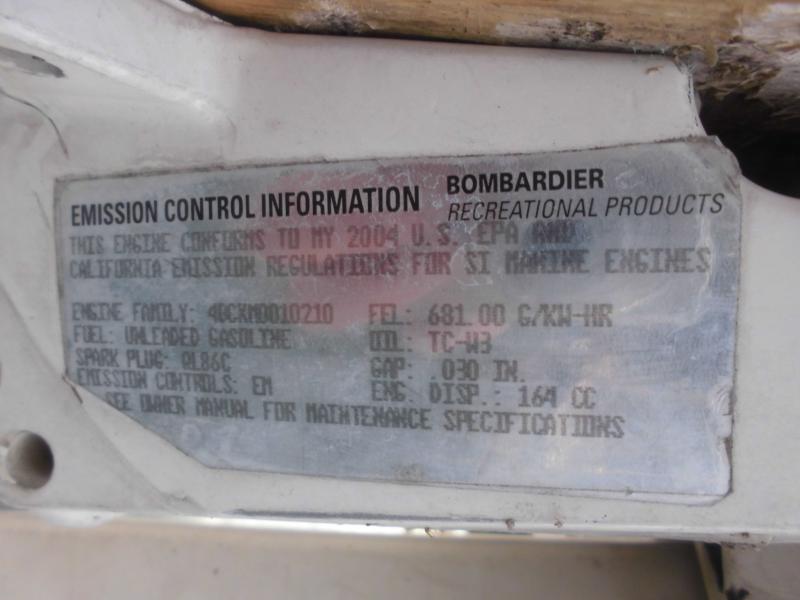 EMISSION CONTROL INFORMATION BOMBARDIER
RECREATIONAL PRODUCTS
THIS ENGINE CONFORMS TO MY 2004 U.S. EPA AND
CALIFORNIA EMISSION REGULATIONS FOR SI MARINE ENGINES
ENGINE FAMILY: 4DCXM0010210 FEL: 681.00 G/KW-HR
FUEL: UNLEADED GASOLINE OIL: TC-W3
SPARK PLUG: QL86C GAP: .030 IN.
EMISSION CONTROLS: EM ENG. DISP.: 164 CC
SEE OWNER MANUAL FOR MAINTENANCE SPECIFICATIONS